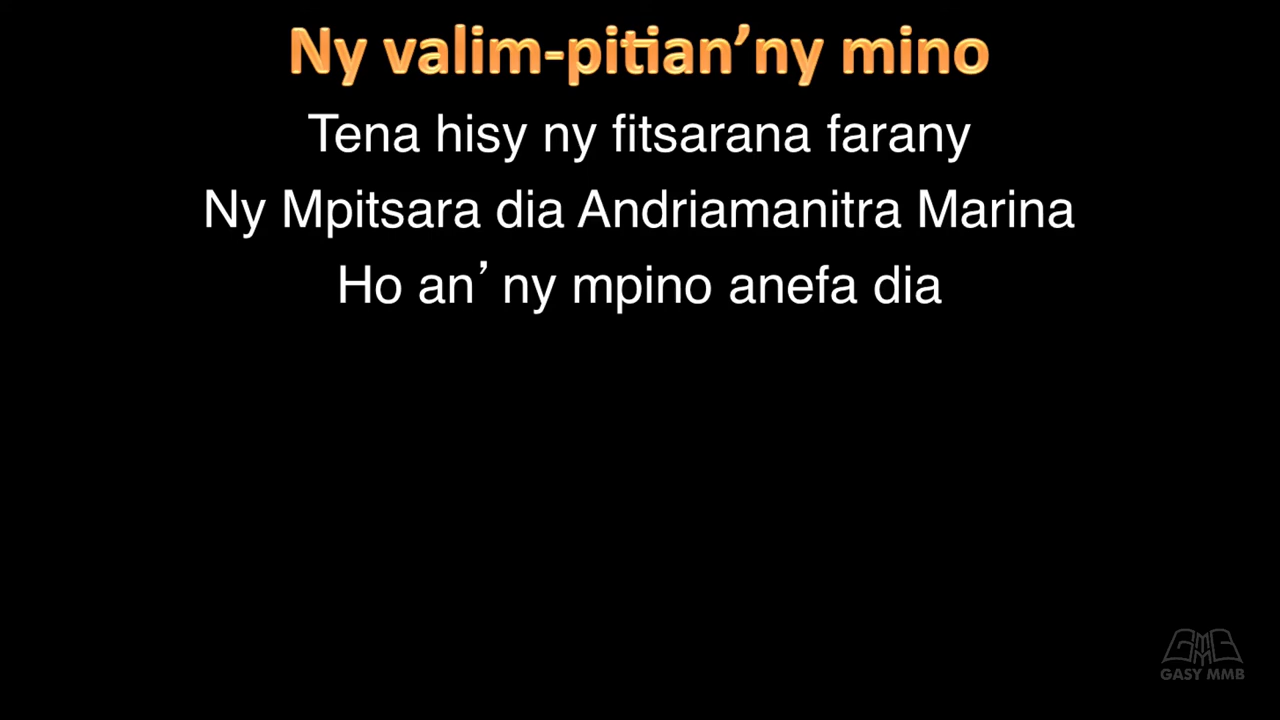 Ny valim-pitian’ny mino
Tena hisy ny fitsarana farany
Ny Mpitsara dia Andriamanitra Marina
Ho an’ ny mpino anefa dia
GASY MMB